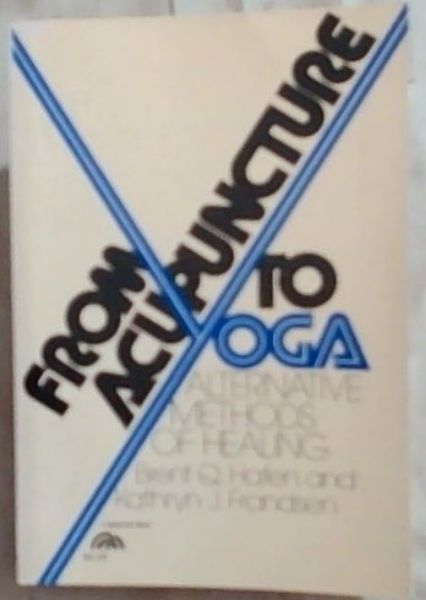 FROM
ACUPUNCTURE
TO
YOGA
ALTERNATIVE
METHODS
OF HEALING
Brent Q. Hafen and
Kathryn J. Frandsen